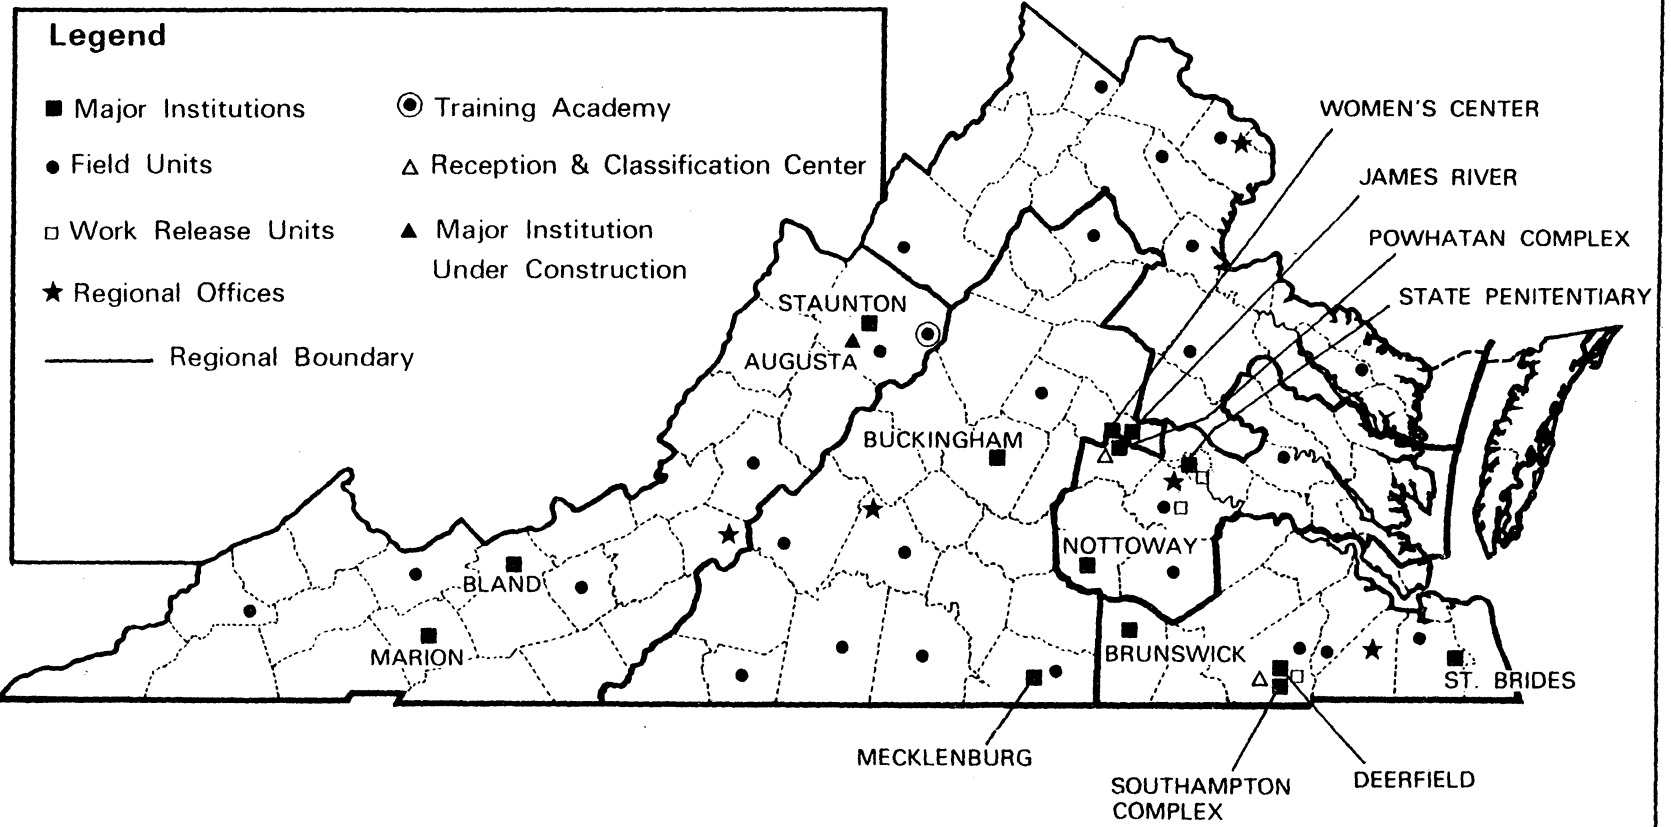 Legend
Major Institutions
Training Academy
Field Units
Reception & Classification Center
Work Release Units
Major Institution
Under Construction
Regional Offices
Regional Boundary
WOMEN'S CENTER
JAMES RIVER
POWHATAN COMPLEX
STATE PENITENTIARY
STAUNTON
AUGUSTA
BUCKINGHAM
NOTTOWAY
BLAND
MARION
BRUNSWICK
ST. BRIDES
MECKLENBURG
SOUTHAMPTON
COMPLEX
DEERFIELD